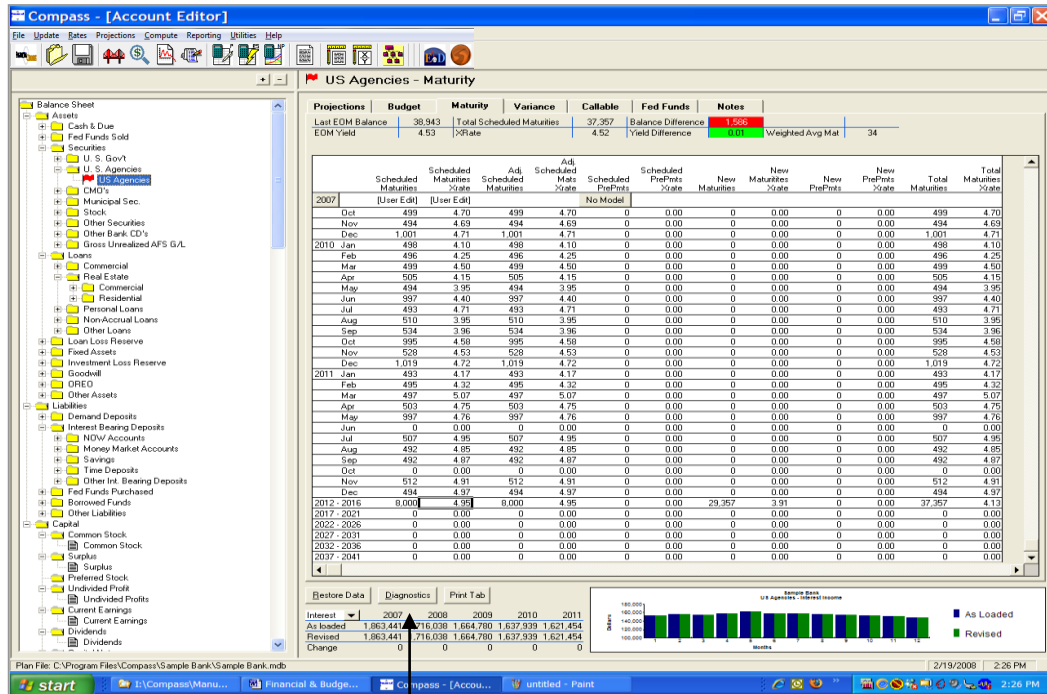 Compass - [Account Editor]
File Update Rates Projections Compute Reporting Utilities Help
US Agencies - Maturity
Balance Sheet
Assets
Cash & Due
Fed Funds Sold
Securities
U. S. Gov't
U. S. Agencies
US Agencies
CMO's
Municipal Sec.
Stock
Other Securities
Other Bank CD's
Gross Unrealized AFS G/L
Loans
Commercial
Real Estate
Commercial
Residential
Personal Loans
Non-Accrual Loans
Other Loans
Loan Loss Reserve
Fixed Assets
Investment Loss Reserve
Goodwill
OREO
Other Assets
Liabilities
Demand Deposits
Interest Bearing Deposits
NOW Accounts
Money Market Accounts
Savings
Time Deposits
Other Int. Bearing Deposits
Fed Funds Purchased
Borrowed Funds
Other Liabilities
Capital
Common Stock
Common Stock
Surplus
Surplus
Preferred Stock
Undivided Profit
Undivided Profits
Current Earnings
Current Earnings
Dividends
Dividends
Projections Budget Maturity Variance Callable Fed Funds Notes
Last EOM Balance 38,943 Total Scheduled Maturities 37,357 Balance Difference 1,586
EOM Yield 4.53 XRate 4.52 Yield Difference 0.01 Weighted Avg Mat 34
Scheduled Maturities Scheduled Maturities Xrate Adj. Scheduled Maturities Adj. Scheduled Mats Xrate Scheduled PrePmts Scheduled PrePmts Xrate New Maturities New Maturities Xrate New PrePmts New PrePmts Xrate Total Maturities Total Maturities Xrate
2007 [User Edit] [User Edit] No Model
Oct 499 4.70 499 4.70 0 0.00 0 0.00 0 0.00 499 4.70
Nov 494 4.69 494 4.69 0 0.00 0 0.00 0 0.00 494 4.69
Dec 1,001 4.71 1,001 4.71 0 0.00 0 0.00 0 0.00 1,001 4.71
2010 Jan 498 4.10 498 4.10 0 0.00 0 0.00 0 0.00 498 4.10
Feb 496 4.25 496 4.25 0 0.00 0 0.00 0 0.00 496 4.25
Mar 499 4.50 499 4.50 0 0.00 0 0.00 0 0.00 499 4.50
Apr 505 4.15 505 4.15 0 0.00 0 0.00 0 0.00 505 4.15
May 494 3.95 494 3.95 0 0.00 0 0.00 0 0.00 494 3.95
Jun 997 4.40 997 4.40 0 0.00 0 0.00 0 0.00 997 4.40
Jul 493 4.71 493 4.71 0 0.00 0 0.00 0 0.00 493 4.71
Aug 510 3.95 510 3.95 0 0.00 0 0.00 0 0.00 510 3.95
Sep 534 3.96 534 3.96 0 0.00 0 0.00 0 0.00 534 3.96
Oct 995 4.58 995 4.58 0 0.00 0 0.00 0 0.00 995 4.58
Nov 528 4.53 528 4.53 0 0.00 0 0.00 0 0.00 528 4.53
Dec 1,019 4.72 1,019 4.72 0 0.00 0 0.00 0 0.00 1,019 4.72
2011 Jan 493 4.17 493 4.17 0 0.00 0 0.00 0 0.00 493 4.17
Feb 495 4.32 495 4.32 0 0.00 0 0.00 0 0.00 495 4.32
Mar 497 5.07 497 5.07 0 0.00 0 0.00 0 0.00 497 5.07
Apr 503 4.75 503 4.75 0 0.00 0 0.00 0 0.00 503 4.75
May 997 4.76 997 4.76 0 0.00 0 0.00 0 0.00 997 4.76
Jun 0 0.00 0 0.00 0 0.00 0 0.00 0 0.00 0 0.00
Jul 507 4.95 507 4.95 0 0.00 0 0.00 0 0.00 507 4.95
Aug 492 4.85 492 4.85 0 0.00 0 0.00 0 0.00 492 4.85
Sep 492 4.87 492 4.87 0 0.00 0 0.00 0 0.00 492 4.87
Oct 0 0.00 0 0.00 0 0.00 0 0.00 0 0.00 0 0.00
Nov 512 4.91 512 4.91 0 0.00 0 0.00 0 0.00 512 4.91
Dec 494 4.97 494 4.97 0 0.00 0 0.00 0 0.00 494 4.97
2012 - 2016 8,000 4.95 8,000 4.95 0 0.00 29,357 3.91 0 0.00 37,357 4.13
2017 - 2021 0 0.00 0 0.00 0 0.00 0 0.00 0 0.00 0 0.00
2022 - 2026 0 0.00 0 0.00 0 0.00 0 0.00 0 0.00 0 0.00
2027 - 2031 0 0.00 0 0.00 0 0.00 0 0.00 0 0.00 0 0.00
2032 - 2036 0 0.00 0 0.00 0 0.00 0 0.00 0 0.00 0 0.00
2037 - 2041 0 0.00 0 0.00 0 0.00 0 0.00 0 0.00 0 0.00
Restore Data Diagnostics Print Tab
Interest 2007 2008 2009 2010 2011
As loaded 1,863,441 ,716,038 1,664,780 1,637,939 1,621,454
Revised 1,863,441 ,716,038 1,664,780 1,637,939 1,621,454
Change 0 0 0 0 0
Sample Bank
US Agencies - Interest Income
Dollars
180,000
160,000
140,000
120,000
100,000
1 2 3 4 5 6 7 8 9 10 11 12
Months
As Loaded
Revised
Plan File: C:\Program Files\Compass\Sample Bank\Sample Bank.mdb 2/19/2008 2:26 PM
start I:\Compass\Manu... Financial & Budge... Compass - [Accou... untitled - Paint 2:26 PM